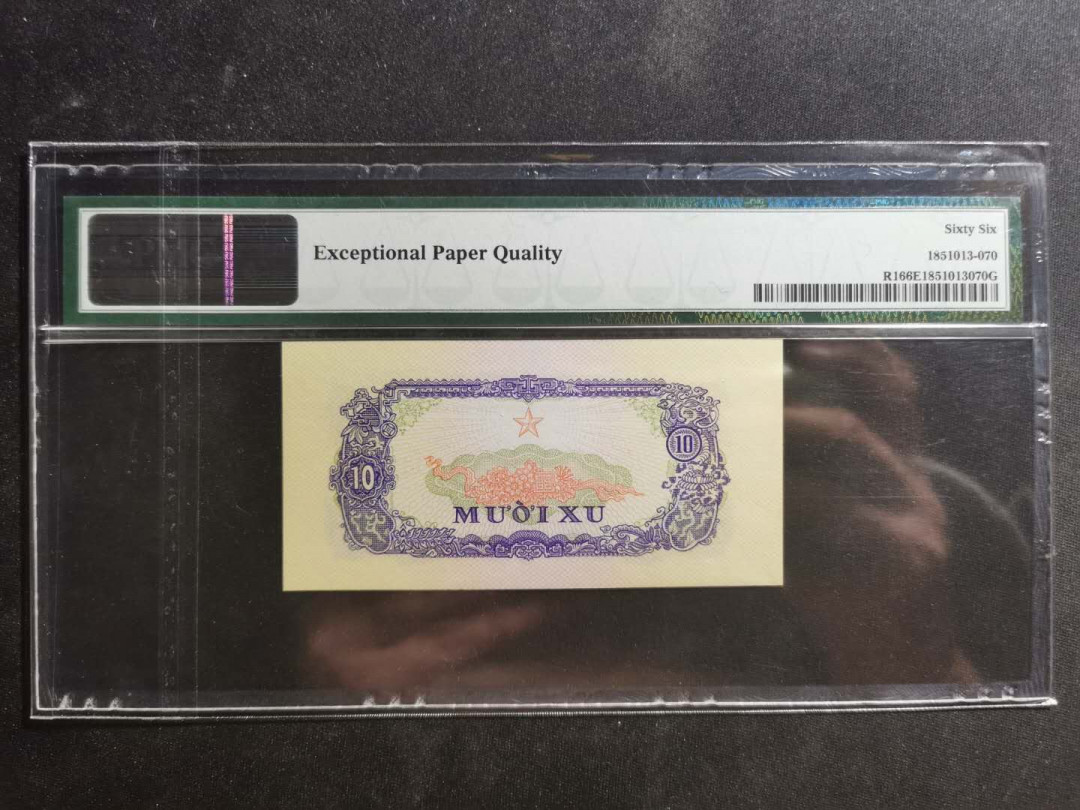 Sixty Six
Exceptional Paper Quality
1851013-070
R166E1851013070G
10
10
MƯỜI XU